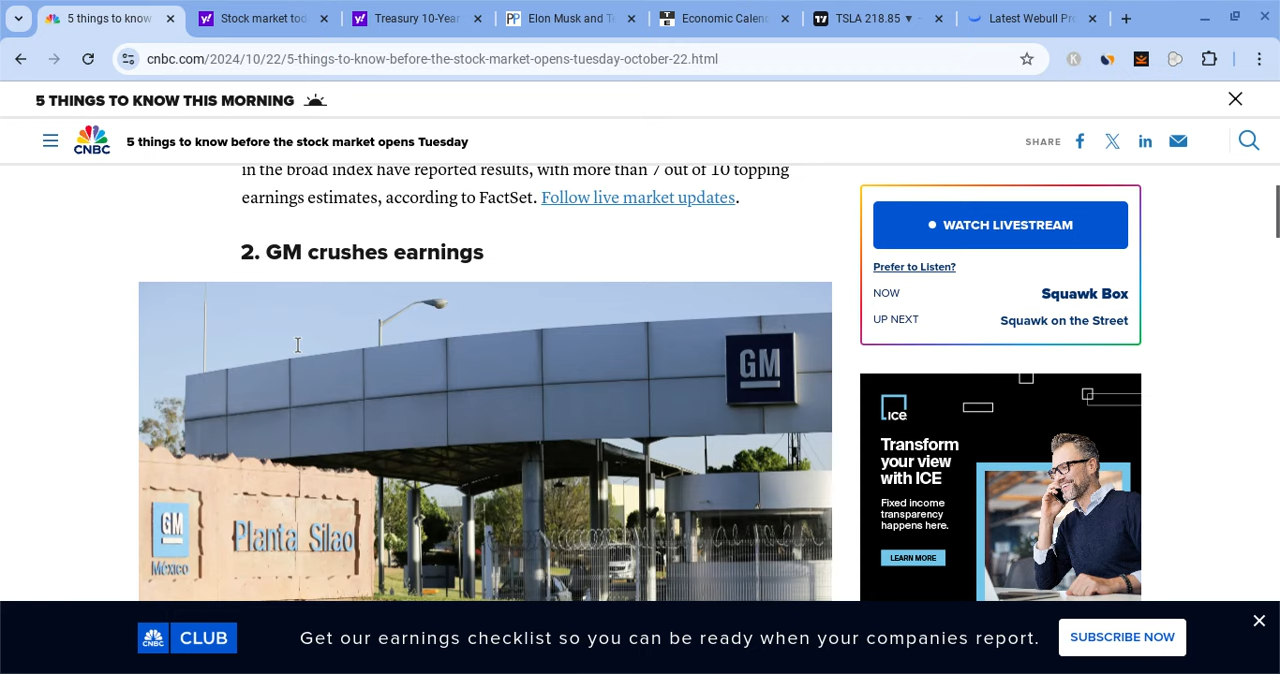 5 things to know
Stock market tod
Treasury 10-Year
Elon Musk and T
Economic Calen
TSLA 218.85 ▼
Latest Webull Pr
cnbc.com/2024/10/22/5-things-to-know-before-the-stock-market-opens-tuesday-october-22.html
5 THINGS TO KNOW THIS MORNING
CNBC
5 things to know before the stock market opens Tuesday
SHARE
in the broad index have reported results, with more than 7 out of 10 topping
earnings estimates, according to FactSet. Follow live market updates.
2. GM crushes earnings
GM
GM
México
Planta Silao
WATCH LIVESTREAM
Prefer to Listen?
NOW Squawk Box
UP NEXT Squawk on the Street
ICE
Transform
your view
with ICE
Fixed income
transparency
happens here.
LEARN MORE
CNBC CLUB
Get our earnings checklist so you can be ready when your companies report.
SUBSCRIBE NOW